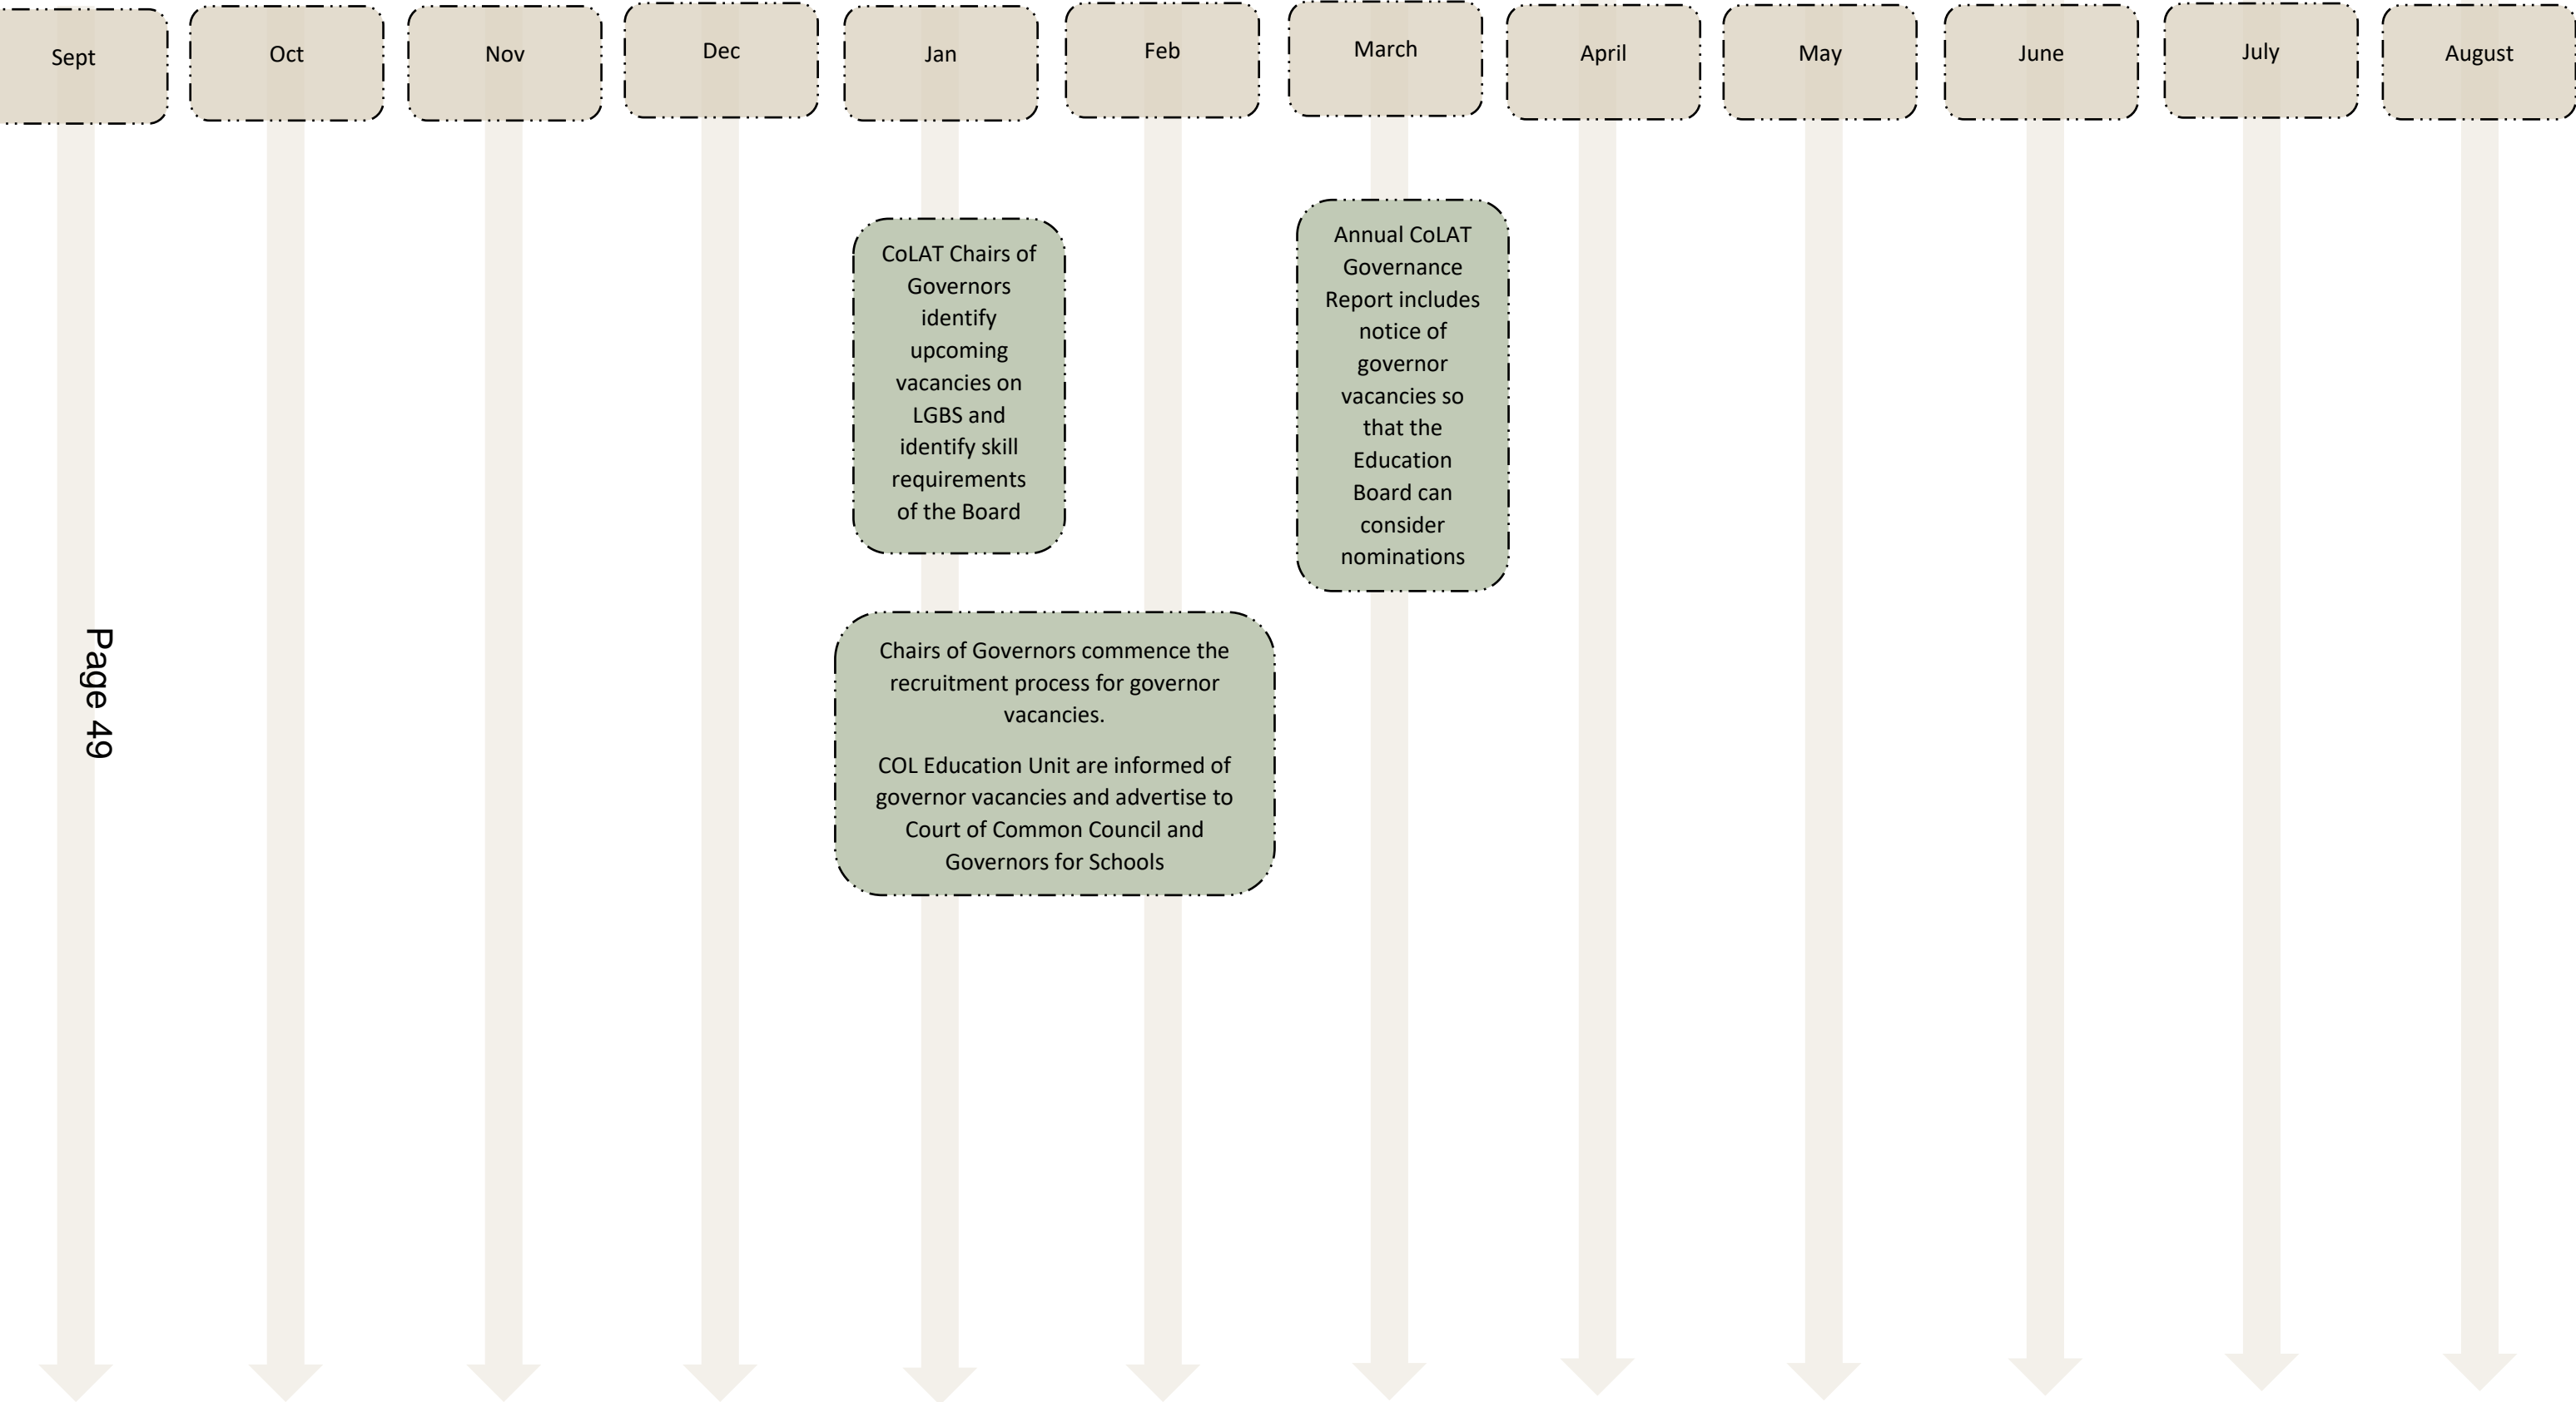 Sept
Oct
Nov
Dec
Jan
Feb
March
April
May
June
July
August
CoLAT Chairs of
Governors
identify
upcoming
vacancies on
LGBS and
identify skill
requirements
of the Board
Annual CoLAT
Governance
Report includes
notice of
governor
vacancies so
that the
Education
Board can
consider
nominations
Chairs of Governors commence the
recruitment process for governor
vacancies.
COL Education Unit are informed of
governor vacancies and advertise to
Court of Common Council and
Governors for Schools
Page 49